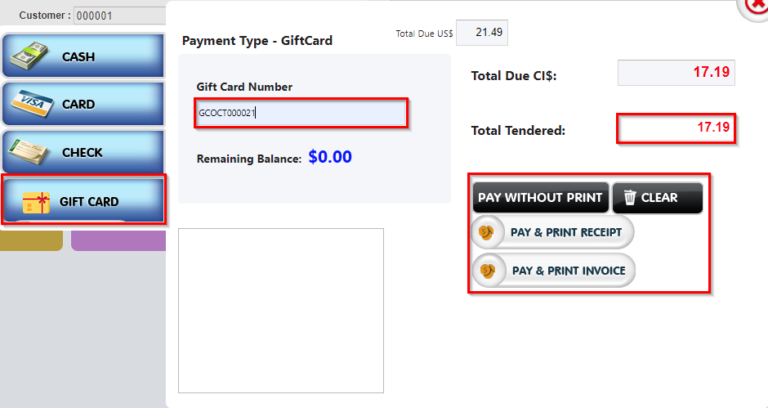 Customer : 000001
CASH
VISA
CARD
CHECK
GIFT CARD
Payment Type - GiftCard
Total Due US$ 21.49
Gift Card Number
GCOCT000021
Remaining Balance: $0.00
Total Due CI$: 17.19
Total Tendered: 17.19
PAY WITHOUT PRINT
CLEAR
PAY & PRINT RECEIPT
PAY & PRINT INVOICE